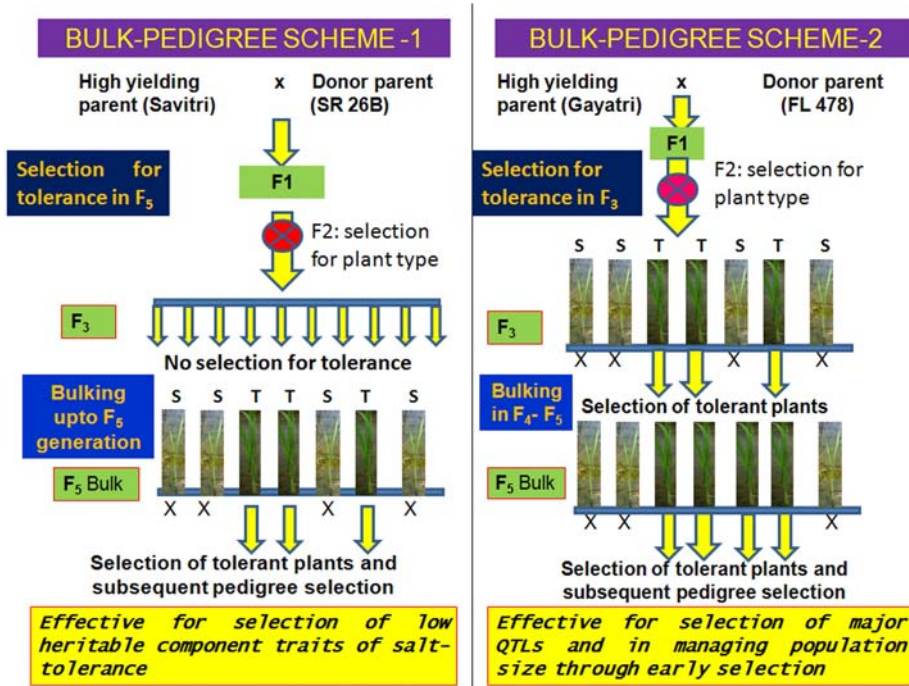 BULK-PEDIGREE SCHEME -1
High yielding x Donor parent
parent (Savitri) (SR 26B)
Selection for
tolerance in F5
F1
F2: selection
for plant type
F3
No selection for tolerance
Bulking
upto F5
generation
S S T T S T S
F5 Bulk
X X X X
Selection of tolerant plants and
subsequent pedigree selection
Effective for selection of low
heritable component traits of salt-
tolerance
BULK-PEDIGREE SCHEME-2
High yielding x Donor parent
parent (Gayatri) (FL 478)
F1
Selection for
tolerance in F3
F2: selection for
plant type
S S T T S T S
F3
X X X X
Bulking
in F4- F5
Selection of tolerant plants
F5 Bulk
X X X
Selection of tolerant plants and
subsequent pedigree selection
Effective for selection of major
QTLs and in managing population
size through early selection